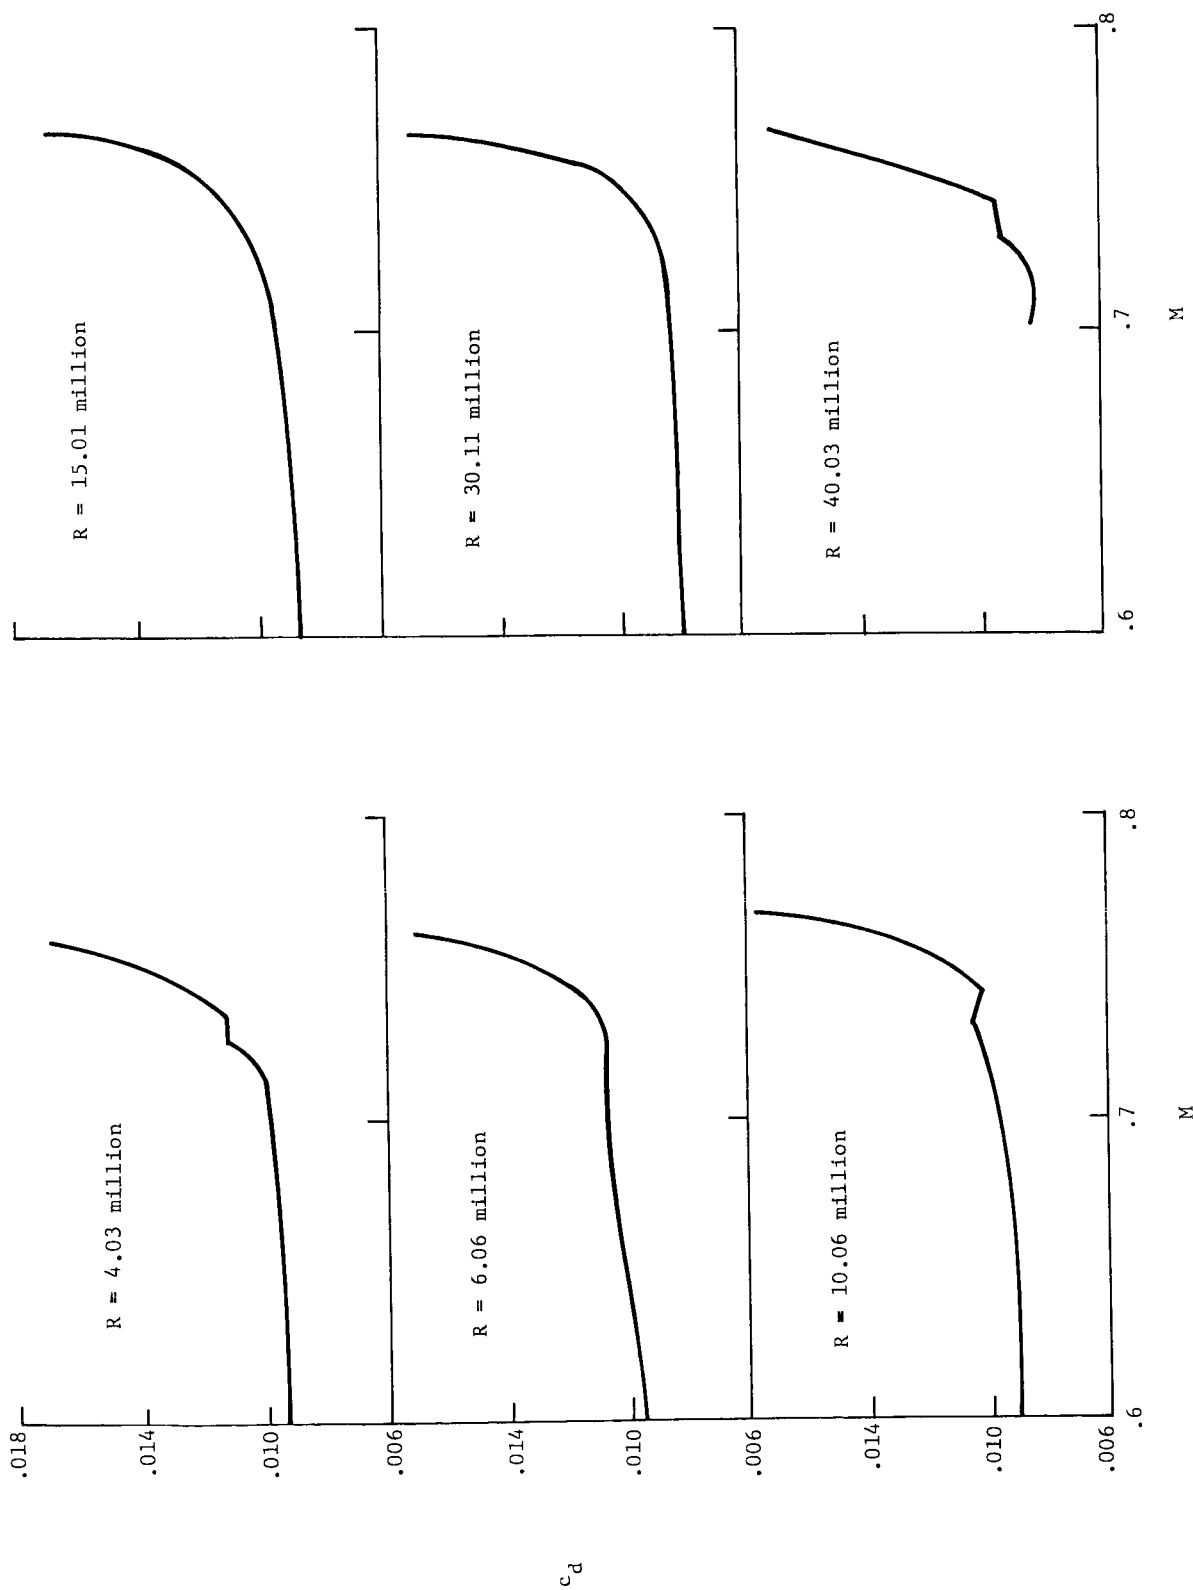 c_d
.018
.014
.010
.006
.014
.010
.006
.014
.010
.006
R = 4.03 million
R = 6.06 million
R = 10.06 million
.6
.7
.8
M
R = 15.01 million
R = 30.11 million
R = 40.03 million
.6
.7
.8
M